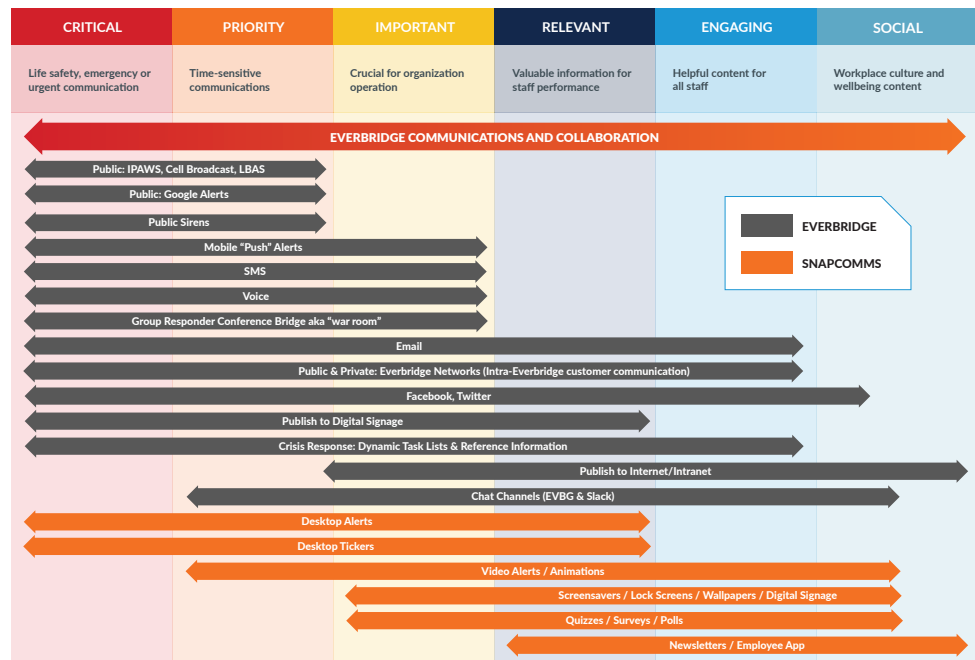 CRITICAL
PRIORITY
IMPORTANT
RELEVANT
ENGAGING
SOCIAL
Life safety, emergency or
urgent communication
Time-sensitive
communications
Crucial for organization
operation
Valuable information for
staff performance
Helpful content for
all staff
Workplace culture and
wellbeing content
EVERBRIDGE COMMUNICATIONS AND COLLABORATION
Public: IPAWS, Cell Broadcast, LBAS
Public: Google Alerts
Public Sirens
Mobile “Push” Alerts
SMS
Voice
Group Responder Conference Bridge aka “war room”
Email
Public & Private: Everbridge Networks (Intra-Everbridge customer communication)
Facebook, Twitter
Publish to Digital Signage
Crisis Response: Dynamic Task Lists & Reference Information
Publish to Internet/Intranet
Chat Channels (EVBG & Slack)
Desktop Alerts
Desktop Tickers
Video Alerts / Animations
Screensavers / Lock Screens / Wallpapers / Digital Signage
Quizzes / Surveys / Polls
Newsletters / Employee App
EVERBRIDGE
SNAPCOMMS